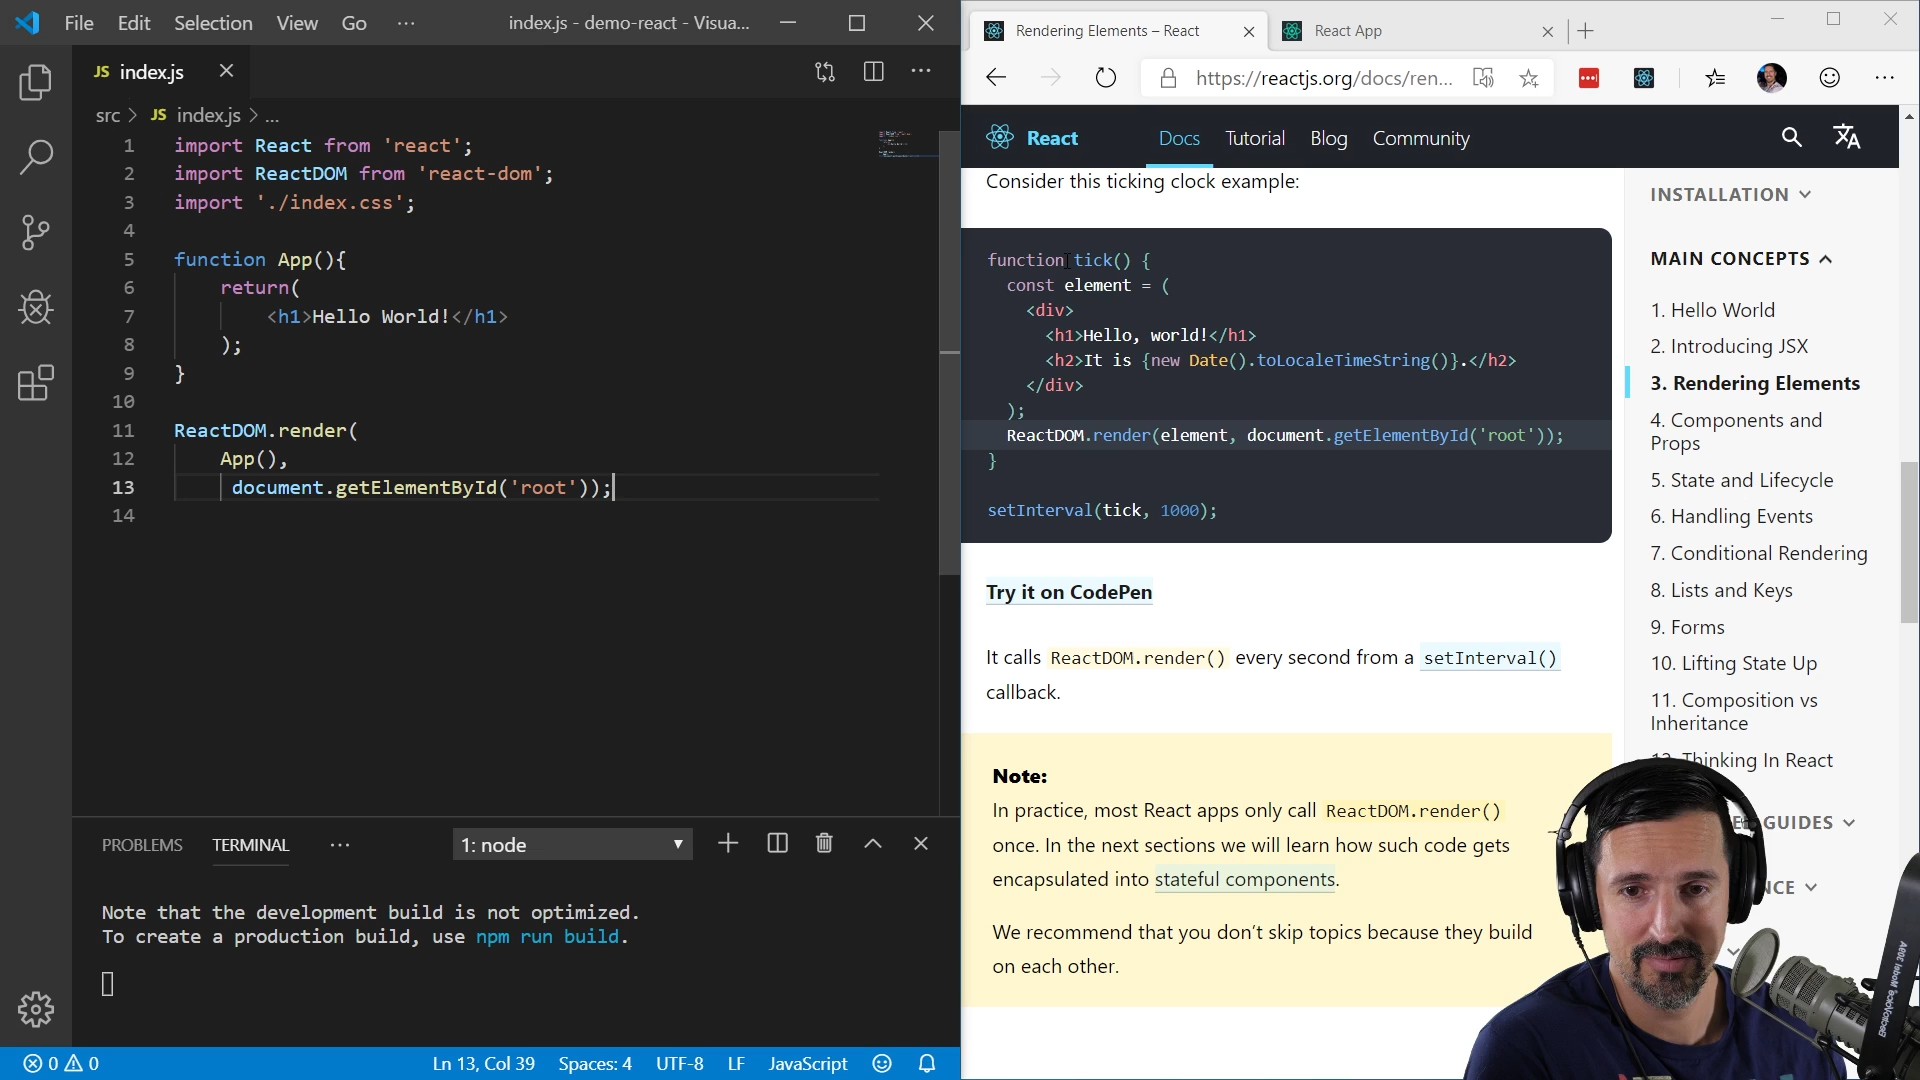 File Edit Selection View Go ··· index.js - demo-react - Visua...
JS index.js
src > JS index.js > ...
1 import React from 'react';
2 import ReactDOM from 'react-dom';
3 import './index.css';
4
5 function App(){
6 return(
7 <h1>Hello World!</h1>
8 );
9 }
10
11 ReactDOM.render(
12 App(),
13 document.getElementById('root'));
14
PROBLEMS TERMINAL ··· 1: node
Note that the development build is not optimized.
To create a production build, use npm run build.
0 0 Ln 13, Col 39 Spaces: 4 UTF-8 LF JavaScript
Rendering Elements – React
React App
https://reactjs.org/docs/ren...
React Docs Tutorial Blog Community
Consider this ticking clock example:
function tick() {
const element = (
<div>
<h1>Hello, world!</h1>
<h2>It is {new Date().toLocaleTimeString()}.</h2>
</div>
);
ReactDOM.render(element, document.getElementById('root'));
}
setInterval(tick, 1000);
Try it on CodePen
It calls ReactDOM.render() every second from a setInterval()
callback.
Note:
In practice, most React apps only call ReactDOM.render()
once. In the next sections we will learn how such code gets
encapsulated into stateful components.
We recommend that you don’t skip topics because they build
on each other.
INSTALLATION
MAIN CONCEPTS
1. Hello World
2. Introducing JSX
3. Rendering Elements
4. Components and
Props
5. State and Lifecycle
6. Handling Events
7. Conditional Rendering
8. Lists and Keys
9. Forms
10. Lifting State Up
11. Composition vs
Inheritance
12. Thinking In React
GUIDES